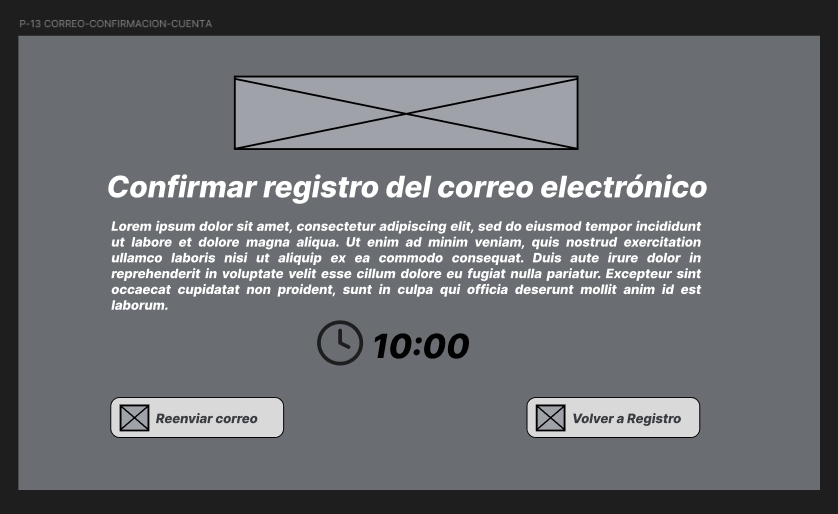 P-13 CORREO-CONFIRMACION-CUENTA
Confirmar registro del correo electrónico
Lorem ipsum dolor sit amet, consectetur adipiscing elit, sed do eiusmod tempor incididunt
ut labore et dolore magna aliqua. Ut enim ad minim veniam, quis nostrud exercitation
ullamco laboris nisi ut aliquip ex ea commodo consequat. Duis aute irure dolor in
reprehenderit in voluptate velit esse cillum dolore eu fugiat nulla pariatur. Excepteur sint
occaecat cupidatat non proident, sunt in culpa qui officia deserunt mollit anim id est
laborum.
10:00
Reenviar correo
Volver a Registro